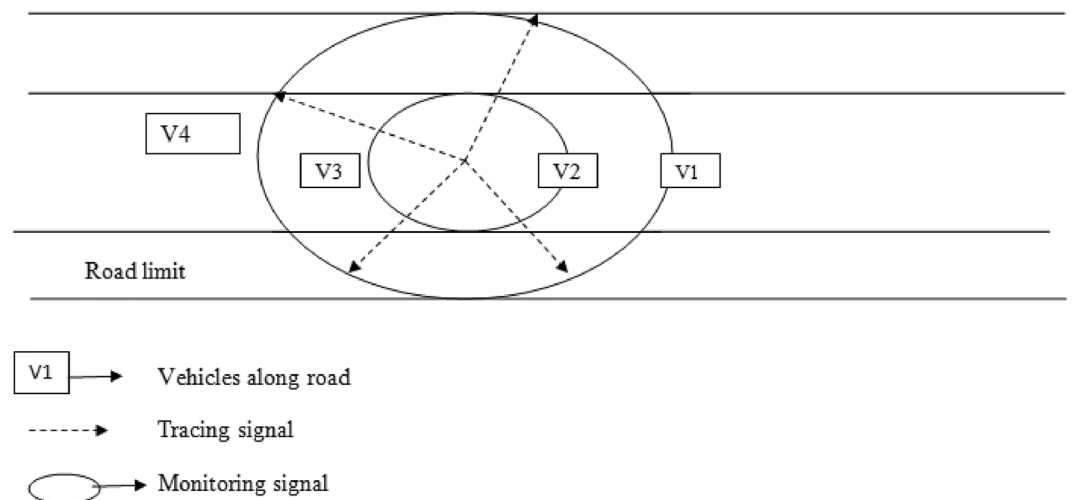 V4
V3
V2
V1
Road limit
V1
Vehicles along road
Tracing signal
Monitoring signal